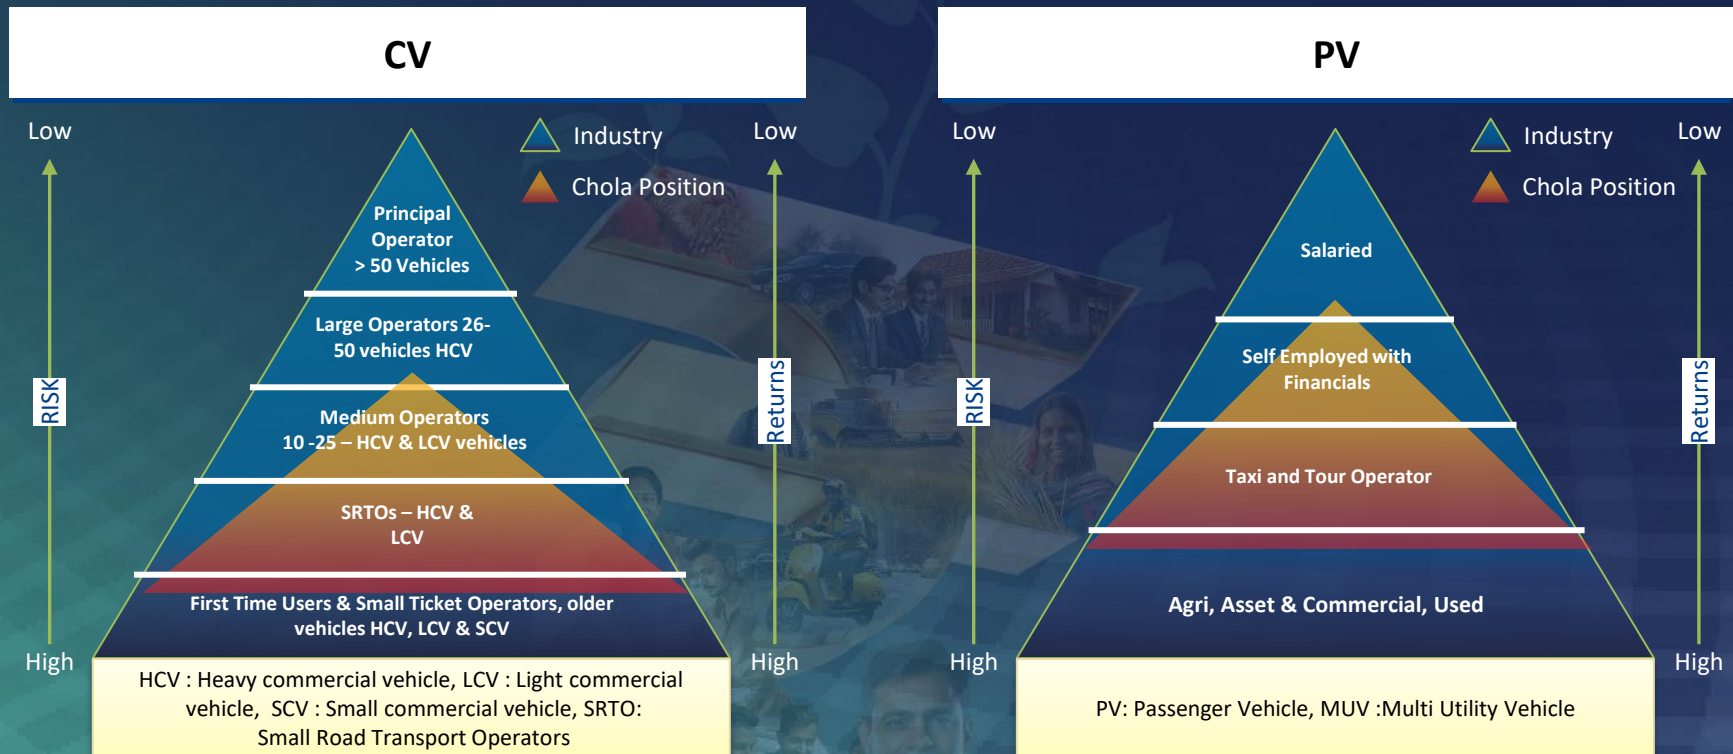 CV
Low
Low
Industry
Chola Position
RISK
Returns
Principal
Operator
> 50 Vehicles
Large Operators 26-
50 vehicles HCV
Medium Operators
10 -25 – HCV & LCV vehicles
SRTOs – HCV &
LCV
First Time Users & Small Ticket Operators, older
vehicles HCV, LCV & SCV
High
High
HCV : Heavy commercial vehicle, LCV : Light commercial
vehicle, SCV : Small commercial vehicle, SRTO:
Small Road Transport Operators
PV
Low
Low
Industry
Chola Position
RISK
Returns
Salaried
Self Employed with
Financials
Taxi and Tour Operator
Agri, Asset & Commercial, Used
High
High
PV: Passenger Vehicle, MUV :Multi Utility Vehicle